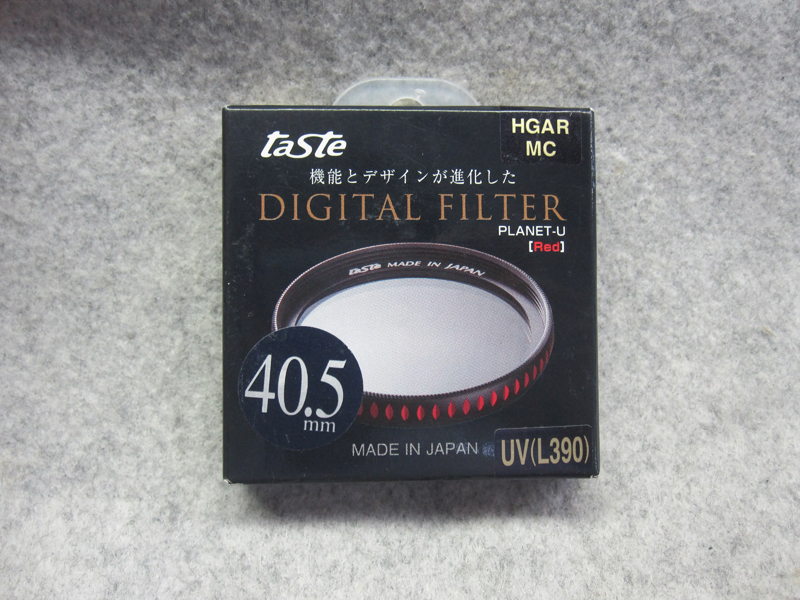 taSte
HGAR
MC
機能とデザインが進化した
DIGITAL FILTER
PLANET-U
[Red]
taSte MADE IN JAPAN
40.5
mm
MADE IN JAPAN
UV(L390)